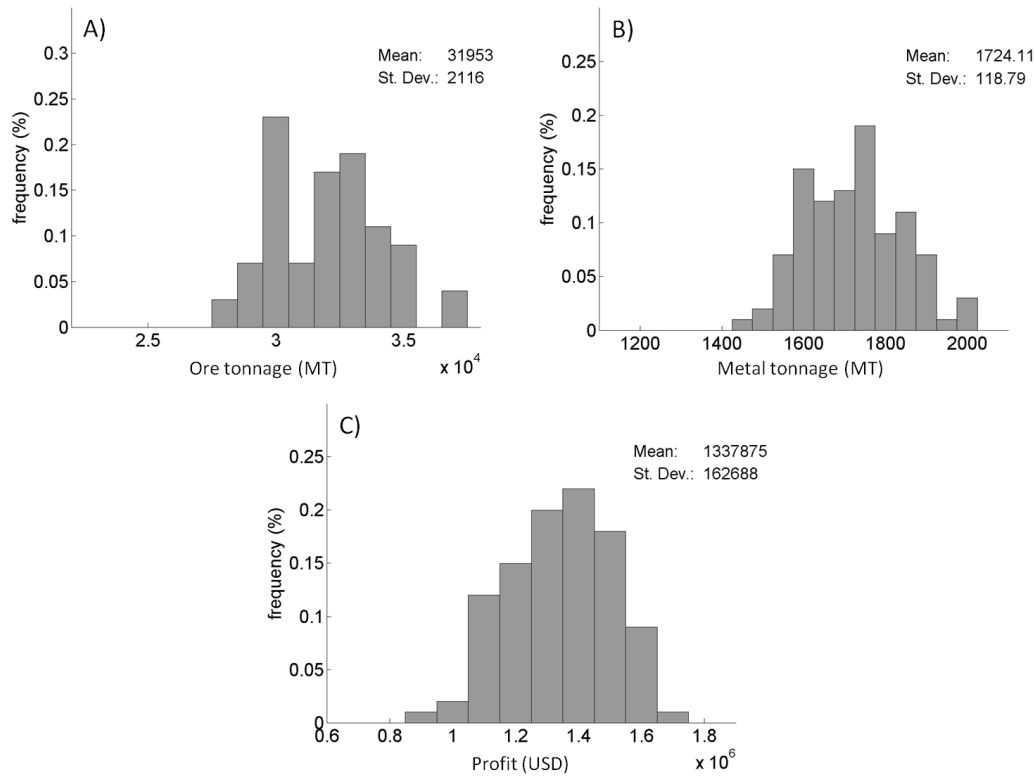 A)
Mean: 31953
St. Dev.: 2116
0.3
0.25
0.2
0.15
0.1
0.05
0
frequency (%)
2.5 3 3.5
x 10^4
Ore tonnage (MT)
B)
Mean: 1724.11
St. Dev.: 118.79
0.25
0.2
0.15
0.1
0.05
0
frequency (%)
1200 1400 1600 1800 2000
Metal tonnage (MT)
C)
Mean: 1337875
St. Dev.: 162688
0.25
0.2
0.15
0.1
0.05
0
frequency (%)
0.6 0.8 1 1.2 1.4 1.6 1.8
x 10^6
Profit (USD)